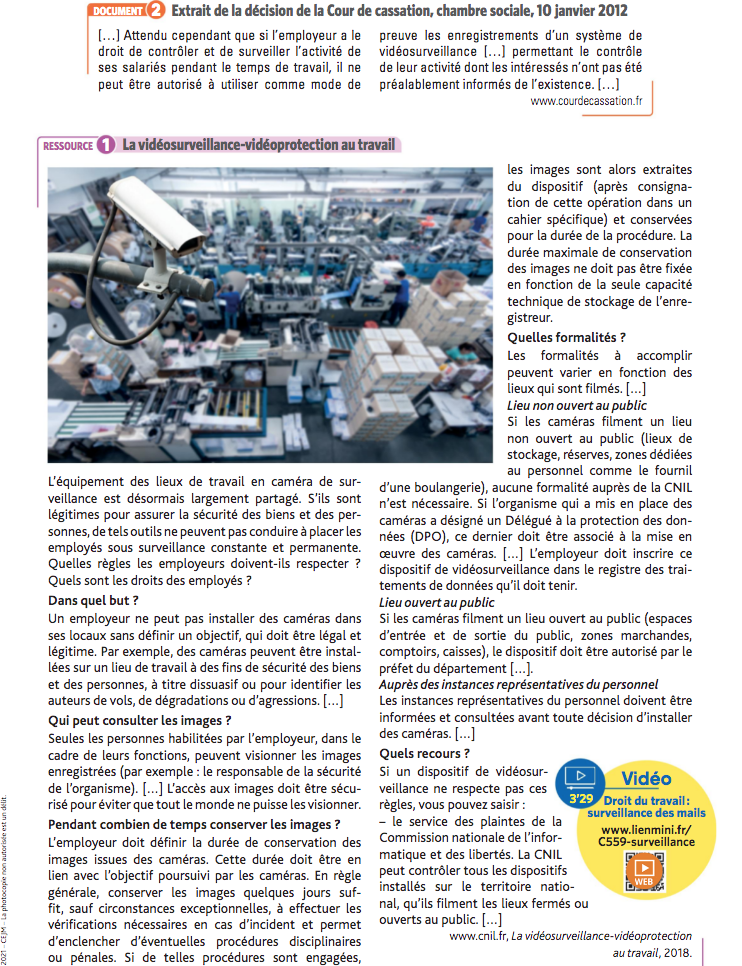 DOCUMENT 2 Extrait de la décision de la Cour de cassation, chambre sociale, 10 janvier 2012
[…] Attendu cependant que si l'employeur a le
droit de contrôler et de surveiller l'activité de
ses salariés pendant le temps de travail, il ne
peut être autorisé à utiliser comme mode de
preuve les enregistrements d'un système de
vidéosurveillance […] permettant le contrôle
de leur activité dont les intéressés n'ont pas été
préalablement informés de l'existence. […]
www.courdecassation.fr
RESSOURCE 1 La vidéosurveillance-vidéoprotection au travail
L'équipement des lieux de travail en caméra de sur-
veillance est désormais largement partagé. S'ils sont
légitimes pour assurer la sécurité des biens et des per-
sonnes, de tels outils ne peuvent pas conduire à placer les
employés sous surveillance constante et permanente.
Quelles règles les employeurs doivent-ils respecter ?
Quels sont les droits des employés ?
Dans quel but ?
Un employeur ne peut pas installer des caméras dans
ses locaux sans définir un objectif, qui doit être légal et
légitime. Par exemple, des caméras peuvent être instal-
lées sur un lieu de travail à des fins de sécurité des biens
et des personnes, à titre dissuasif ou pour identifier les
auteurs de vols, de dégradations ou d'agressions. […]
Qui peut consulter les images ?
Seules les personnes habilitées par l'employeur, dans le
cadre de leurs fonctions, peuvent visionner les images
enregistrées (par exemple : le responsable de la sécurité
de l'organisme). […] L'accès aux images doit être sécu-
risé pour éviter que tout le monde ne puisse les visionner.
Pendant combien de temps conserver les images ?
L'employeur doit définir la durée de conservation des
images issues des caméras. Cette durée doit être en
lien avec l'objectif poursuivi par les caméras. En règle
générale, conserver les images quelques jours suf-
fit, sauf circonstances exceptionnelles, à effectuer les
vérifications nécessaires en cas d'incident et permet
d'enclencher d'éventuelles procédures disciplinaires
ou pénales. Si de telles procédures sont engagées,
les images sont alors extraites
du dispositif (après consigna-
tion de cette opération dans un
cahier spécifique) et conservées
pour la durée de la procédure. La
durée maximale de conservation
des images ne doit pas être fixée
en fonction de la seule capacité
technique de stockage de l'enre-
gistreur.
Quelles formalités ?
Les formalités à accomplir
peuvent varier en fonction des
lieux qui sont filmés. […]
Lieu non ouvert au public
Si les caméras filment un lieu
non ouvert au public (lieux de
stockage, réserves, zones dédiées
au personnel comme le fournil
d'une boulangerie), aucune formalité auprès de la CNIL
n'est nécessaire. Si l'organisme qui a mis en place des
caméras a désigné un Délégué à la protection des don-
nées (DPO), ce dernier doit être associé à la mise en
œuvre des caméras. […] L'employeur doit inscrire ce
dispositif de vidéosurveillance dans le registre des trai-
tements de données qu'il doit tenir.
Lieu ouvert au public
Si les caméras filment un lieu ouvert au public (espaces
d'entrée et de sortie du public, zones marchandes,
comptoirs, caisses), le dispositif doit être autorisé par le
préfet du département […].
Auprès des instances représentatives du personnel
Les instances représentatives du personnel doivent être
informées et consultées avant toute décision d'installer
des caméras. […]
Quels recours ?
Si un dispositif de vidéosur-
veillance ne respecte pas ces
règles, vous pouvez saisir :
– le service des plaintes de la
Commission nationale de l'infor-
matique et des libertés. La CNIL
peut contrôler tous les dispositifs
installés sur le territoire natio-
nal, qu'ils filment les lieux fermés ou
ouverts au public. […]
www.cnil.fr, La vidéosurveillance-vidéoprotection
au travail, 2018.
3'29
Vidéo
Droit du travail :
surveillance des mails
www.lienmini.fr/
C559-surveillance
WEB
2021 - CEJM - La photocopie non autorisée est un délit.